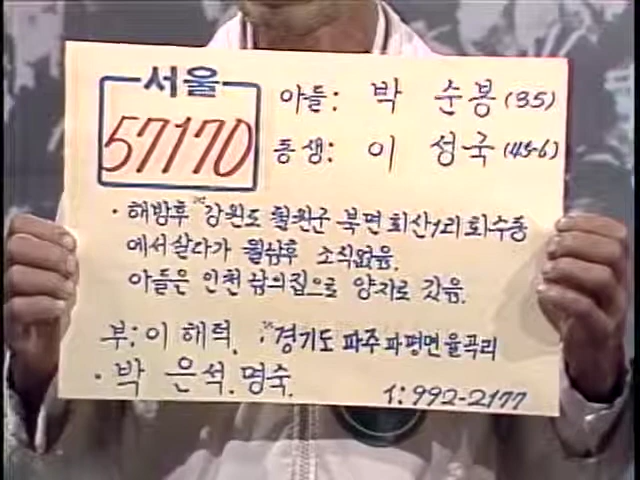 서울
57170
아들: 박 순봉 (35)
동생: 이 성국 (45-6)
· 해방후 강원도 철원군 북면 회산1리 회수동
에서 살다가 월남후 소식없음.
아들은 인천 남의집으로 양자로 갔음.
부: 이 해력. 경기도 파주 파평면 율곡리
· 박 은석. 명숙.
1: 992-2177